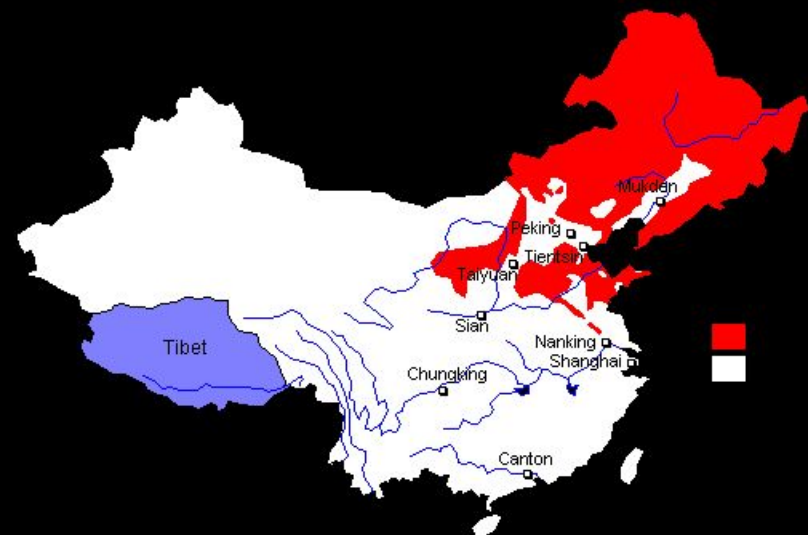 Mukden
Peking
Tientsin
Taiyuan
Sian
Nanking
Tibet
Shanghai
Chungking
Canton